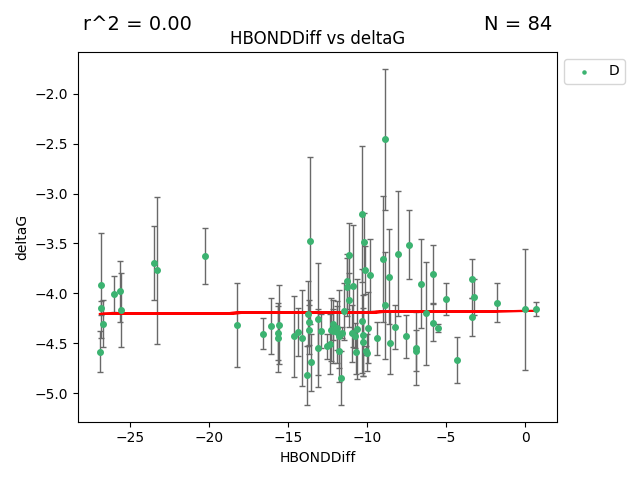 r^2 = 0.00
N = 84
HBONDDiff vs deltaG
D
−2.0
−2.5
−3.0
−3.5
−4.0
−4.5
−5.0
deltaG
−25
−20
−15
−10
−5
0
HBONDDiff